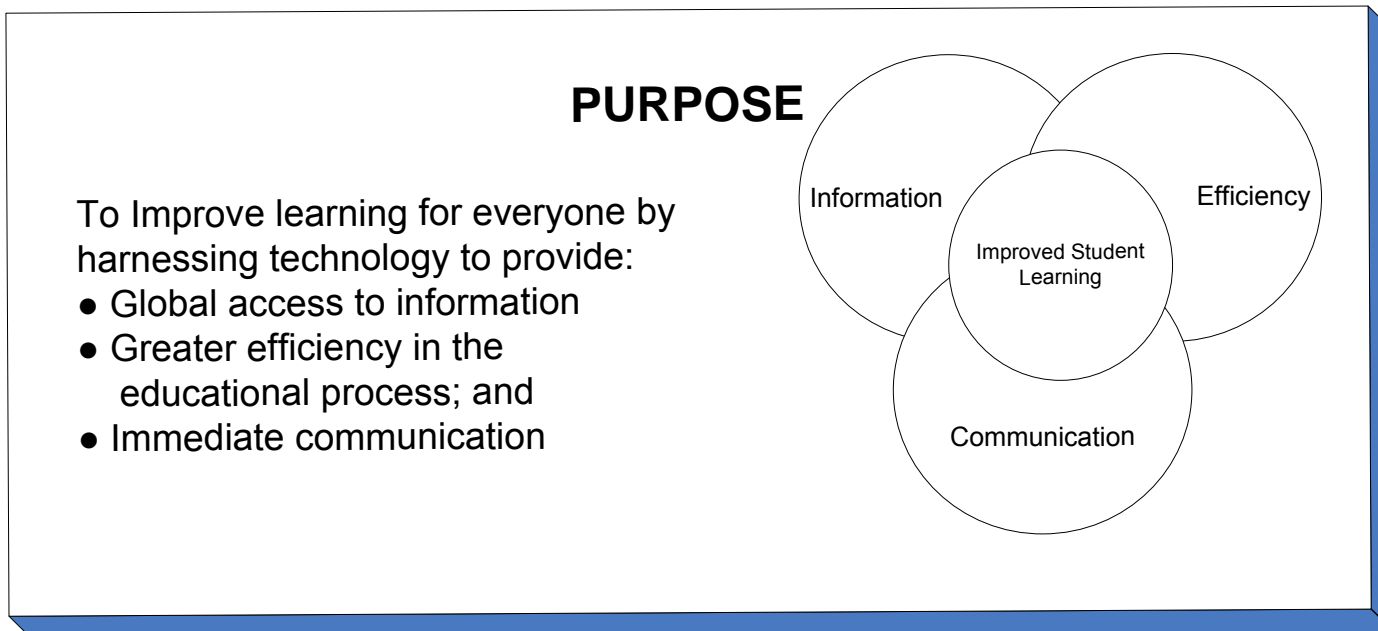 PURPOSE
To Improve learning for everyone by
harnessing technology to provide:
● Global access to information
● Greater efficiency in the
educational process; and
● Immediate communication
Information
Efficiency
Improved Student
Learning
Communication